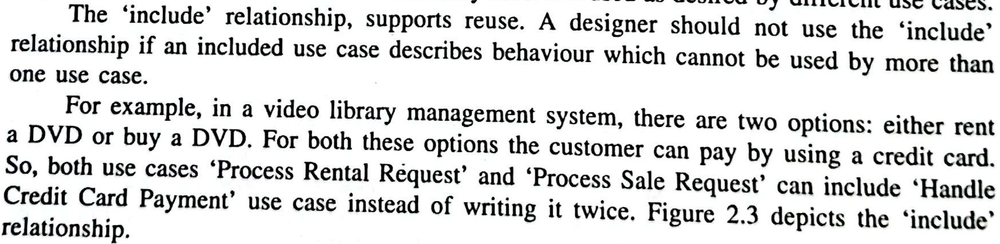 by different use cases.
The ‘include’ relationship, supports reuse. A designer should not use the ‘include’
relationship if an included use case describes behaviour which cannot be used by more than
one use case.
For example, in a video library management system, there are two options: either rent
a DVD or buy a DVD. For both these options the customer can pay by using a credit card.
So, both use cases ‘Process Rental Request’ and ‘Process Sale Request’ can include ‘Handle
Credit Card Payment’ use case instead of writing it twice. Figure 2.3 depicts the ‘include’
relationship.